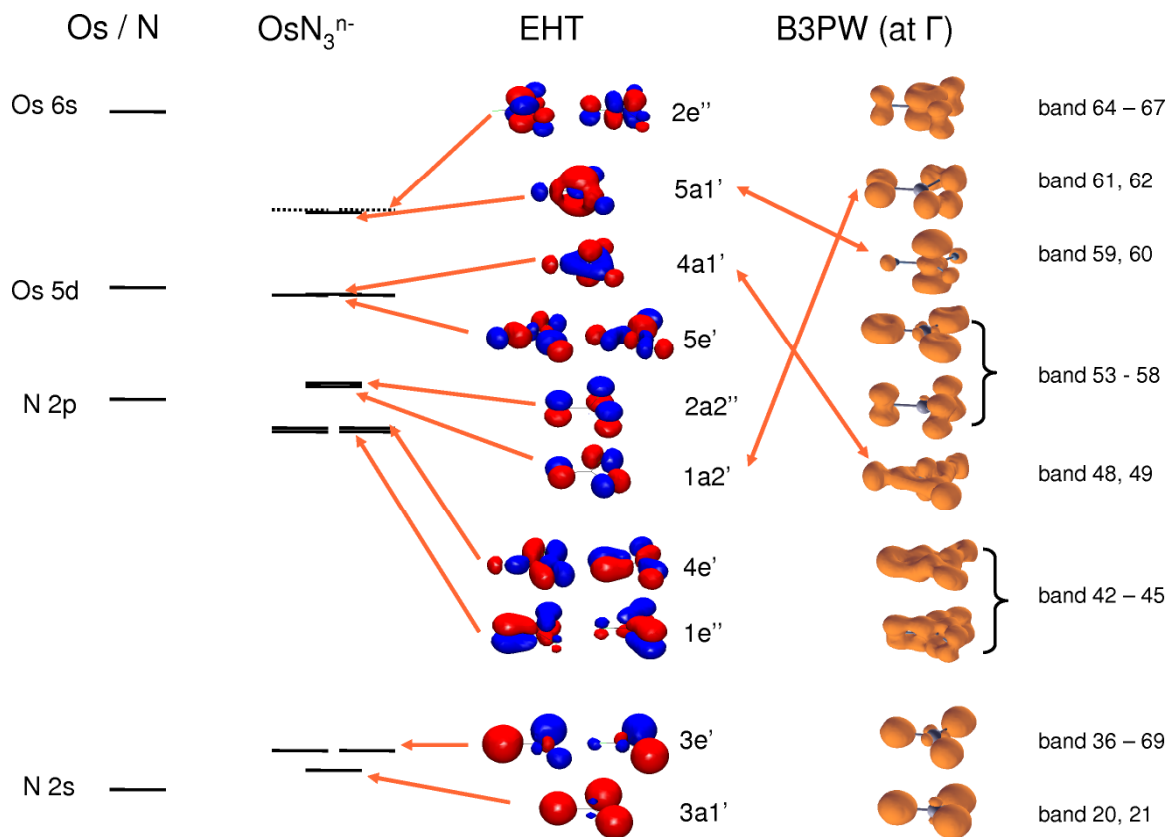 Os / N OsN3n- EHT B3PW (at Γ)
Os 6s 2e'' band 64 – 67
5a1' band 61, 62
4a1' band 59, 60
Os 5d
5e'
band 53 - 58
N 2p 2a2''
1a2' band 48, 49
4e'
band 42 – 45
1e''
3e' band 36 – 69
N 2s 3a1' band 20, 21